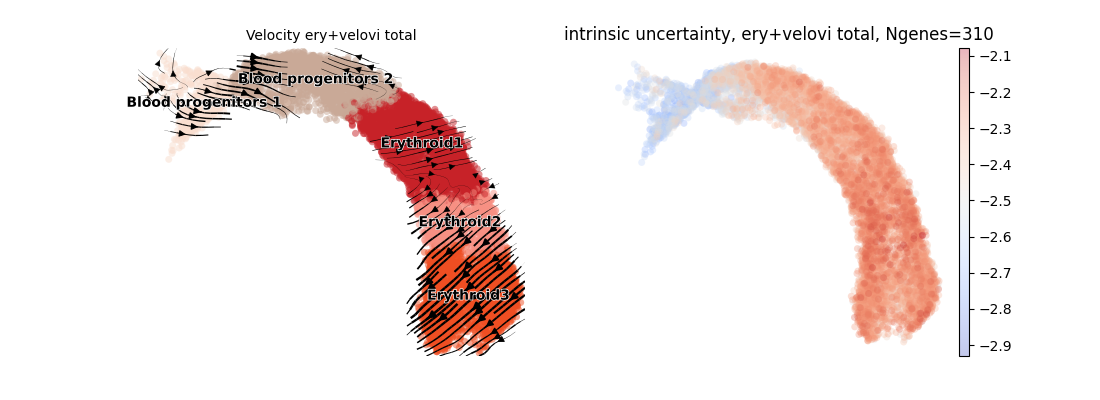 Velocity ery+velovi total
Blood progenitors 2
Blood progenitors 1
Erythroid1
Erythroid2
Erythroid3
intrinsic uncertainty, ery+velovi total, Ngenes=310
−2.1
−2.2
−2.3
−2.4
−2.5
−2.6
−2.7
−2.8
−2.9